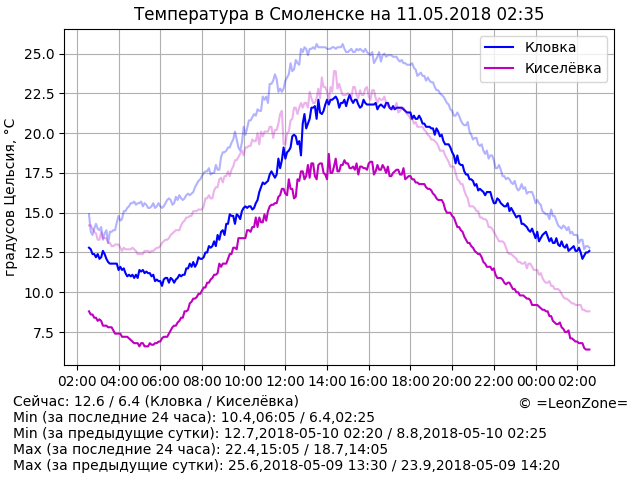 Температура в Смоленске на 11.05.2018 02:35
градусов Цельсия, °C
25.0
22.5
20.0
17.5
15.0
12.5
10.0
7.5
Кловка
Киселёвка
02:00 04:00 06:00 08:00 10:00 12:00 14:00 16:00 18:00 20:00 22:00 00:00 02:00
Сейчас: 12.6 / 6.4 (Кловка / Киселёвка)
© =LeonZone=
Min (за последние 24 часа): 10.4,06:05 / 6.4,02:25
Min (за предыдущие сутки): 12.7,2018-05-10 02:20 / 8.8,2018-05-10 02:25
Max (за последние 24 часа): 22.4,15:05 / 18.7,14:05
Max (за предыдущие сутки): 25.6,2018-05-09 13:30 / 23.9,2018-05-09 14:20